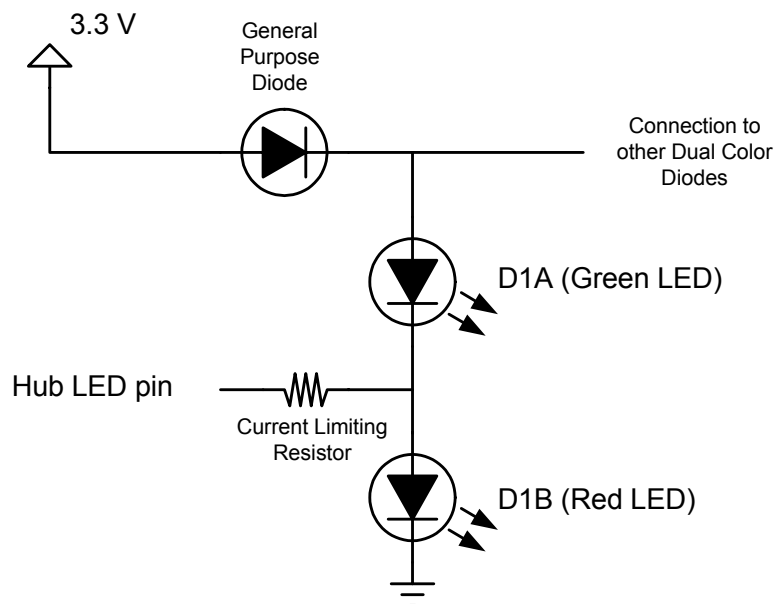 3.3 V
General
Purpose
Diode
Connection to
other Dual Color
Diodes
D1A (Green LED)
Hub LED pin
Current Limiting
Resistor
D1B (Red LED)